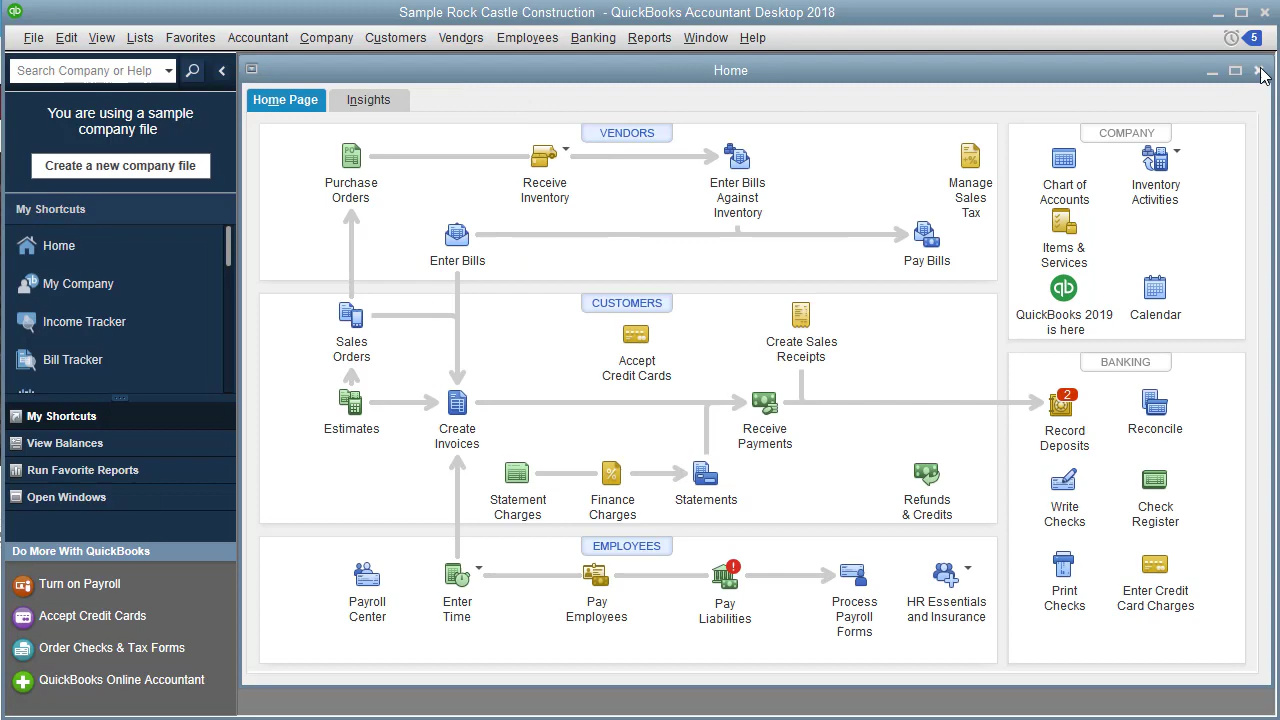 Sample Rock Castle Construction - QuickBooks Accountant Desktop 2018
File Edit View Lists Favorites Accountant Company Customers Vendors Employees Banking Reports Window Help
5
Search Company or Help
Home
You are using a sample
company file
Create a new company file
My Shortcuts
Home
My Company
Income Tracker
Bill Tracker
My Shortcuts
View Balances
Run Favorite Reports
Open Windows
Do More With QuickBooks
Turn on Payroll
Accept Credit Cards
Order Checks & Tax Forms
QuickBooks Online Accountant
Home Page
Insights
VENDORS
Purchase
Orders
Receive
Inventory
Enter Bills
Against
Inventory
Manage
Sales
Tax
Enter Bills
Pay Bills
CUSTOMERS
Sales
Orders
Accept
Credit Cards
Create Sales
Receipts
Estimates
Create
Invoices
Receive
Payments
Statement
Charges
Finance
Charges
Statements
Refunds
& Credits
EMPLOYEES
Payroll
Center
Enter
Time
Pay
Employees
Pay
Liabilities
Process
Payroll
Forms
HR Essentials
and Insurance
COMPANY
Chart of
Accounts
Inventory
Activities
Items &
Services
qb
QuickBooks 2019
is here
Calendar
BANKING
2
Record
Deposits
Reconcile
Write
Checks
Check
Register
Print
Checks
Enter Credit
Card Charges